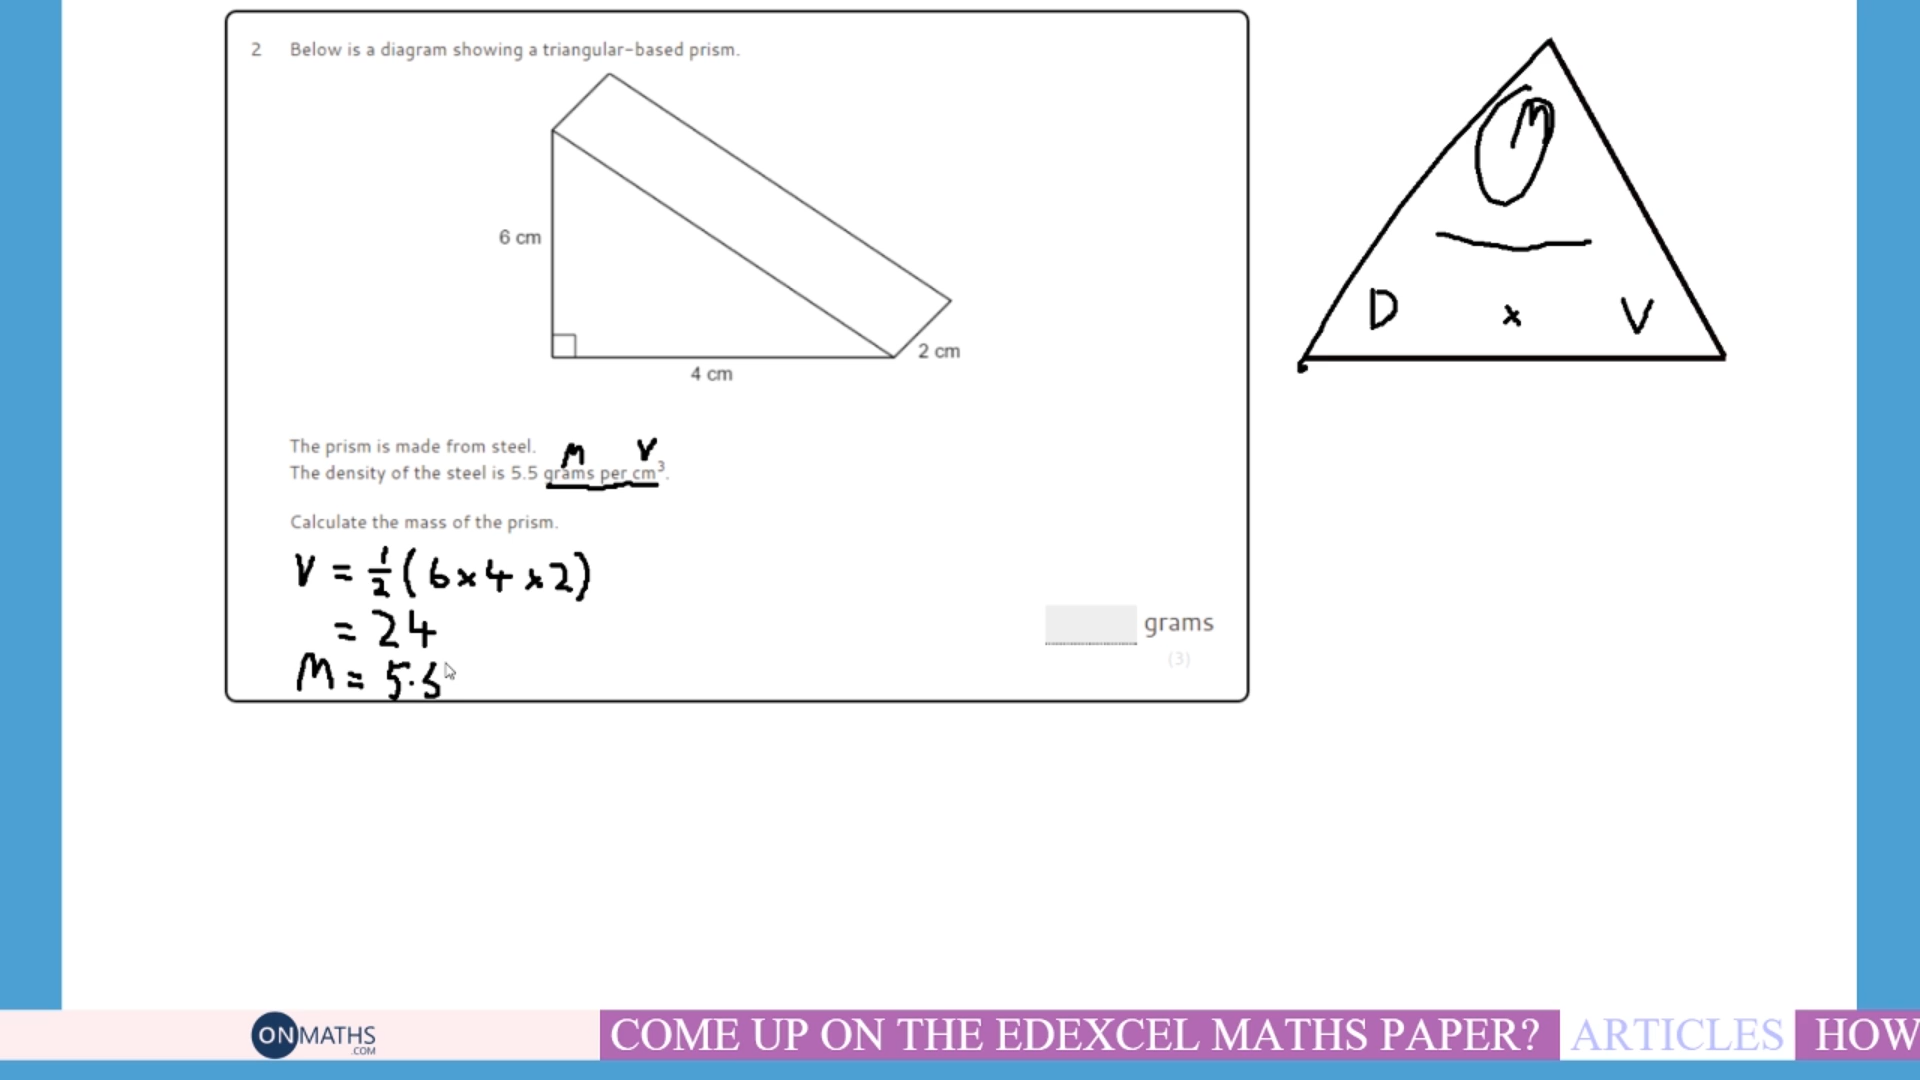 2 Below is a diagram showing a triangular-based prism.
6 cm
2 cm
4 cm
The prism is made from steel.
M V
The density of the steel is 5.5 grams per cm³.
Calculate the mass of the prism.
V = ½ (6 × 4 × 2)
= 24
M = 5.5
grams
(3)
M
D × V
ONMATHS
.COM
COME UP ON THE EDEXCEL MATHS PAPER? ARTICLES HOW